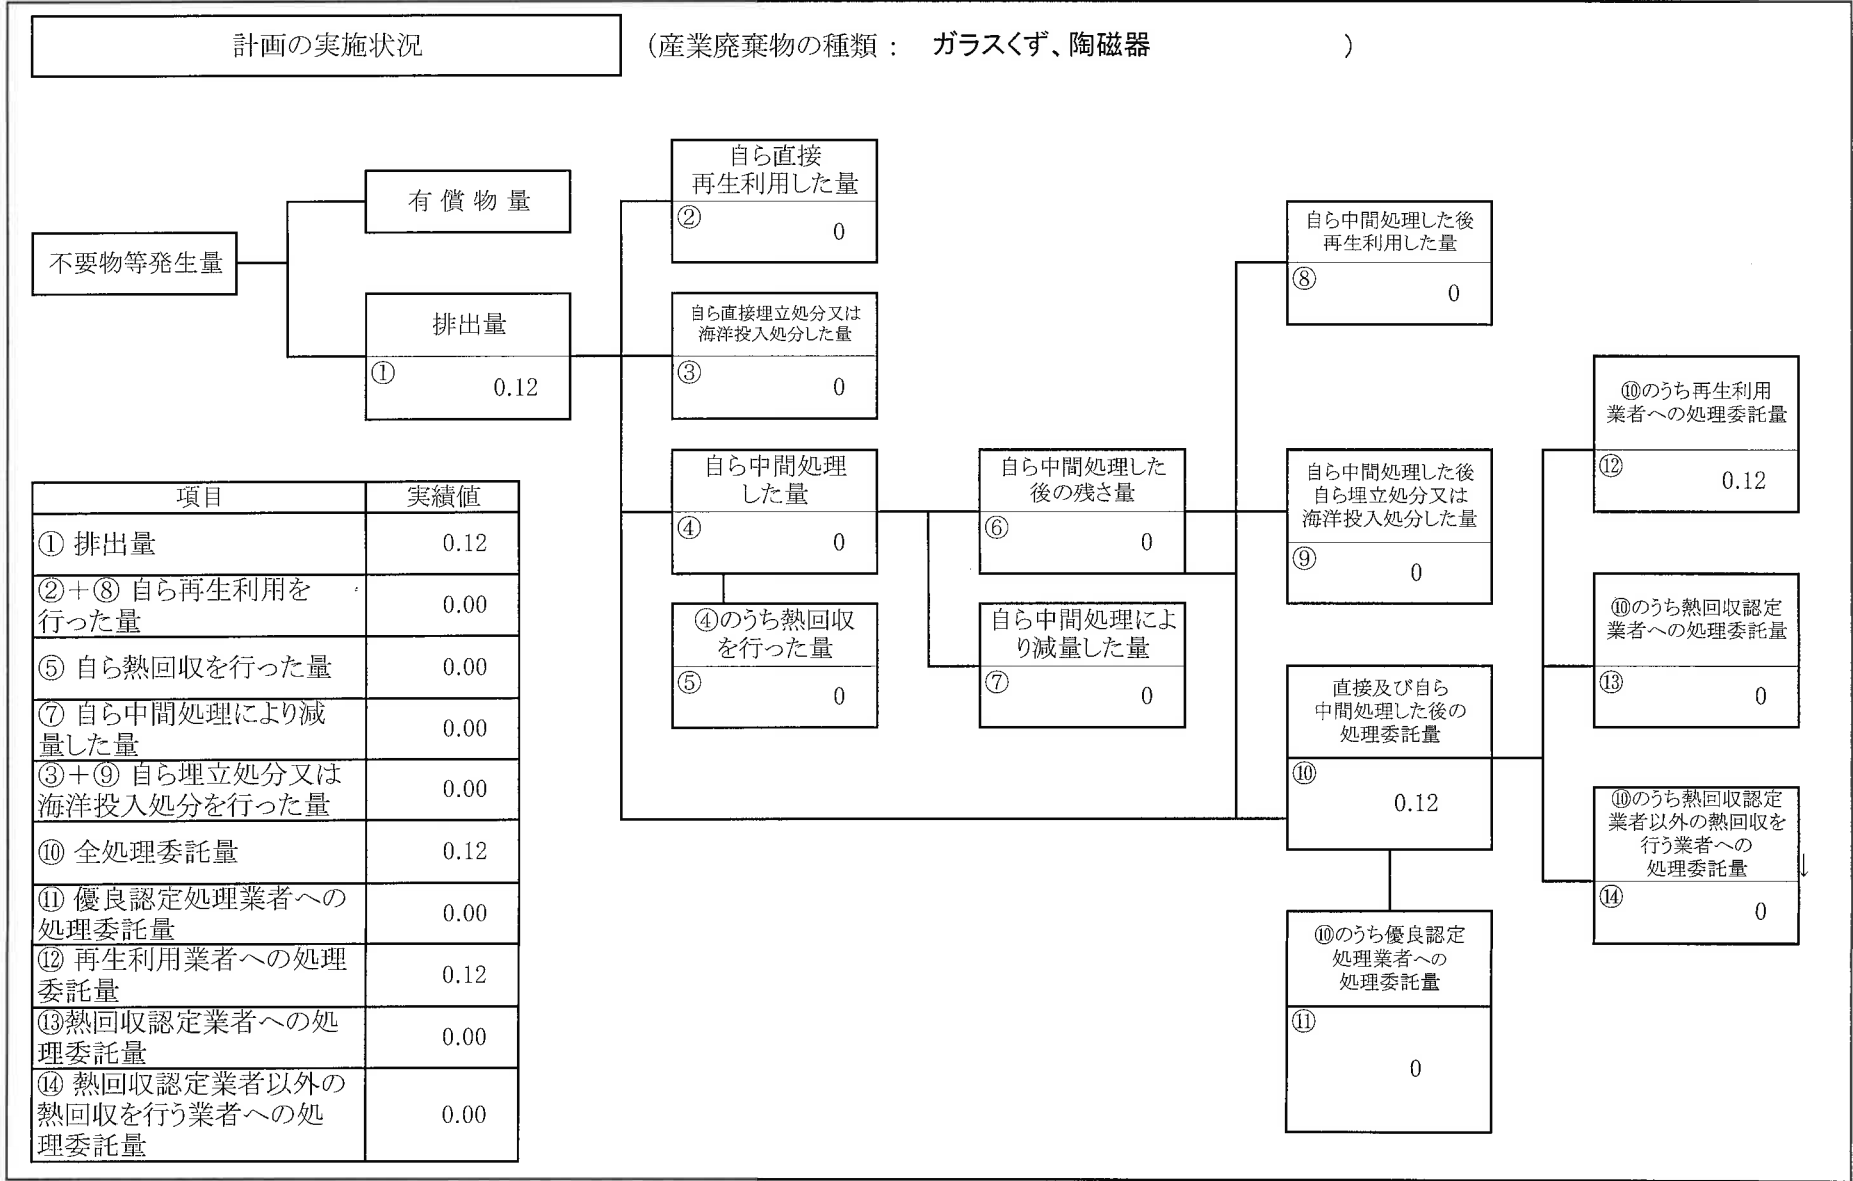 計画の実施状況
（産業廃棄物の種類： ガラスくず、陶磁器 ）
不要物等発生量
有償物量
排出量
①
0.12
自ら直接
再生利用した量
②
0
自ら直接埋立処分又は
海洋投入処分した量
③
0
自ら中間処理
した量
④
0
④のうち熱回収
を行った量
⑤
0
自ら中間処理した
後の残さ量
⑥
0
自ら中間処理によ
り減量した量
⑦
0
自ら中間処理した後
再生利用した量
⑧
0
自ら中間処理した後
自ら埋立処分又は
海洋投入処分した量
⑨
0
直接及び自ら
中間処理した後の
処理委託量
⑩
0.12
⑩のうち優良認定
処理業者への
処理委託量
⑪
0
⑩のうち再生利用
業者への処理委託量
⑫
0.12
⑩のうち熱回収認定
業者への処理委託量
⑬
0
⑩のうち熱回収認定
業者以外の熱回収を
行う業者への
処理委託量
⑭
0
項目 実績値
① 排出量 0.12
②＋⑧ 自ら再生利用を
行った量 0.00
⑤ 自ら熱回収を行った量 0.00
⑦ 自ら中間処理により減
量した量 0.00
③＋⑨ 自ら埋立処分又は
海洋投入処分を行った量 0.00
⑩ 全処理委託量 0.12
⑪ 優良認定処理業者への
処理委託量 0.00
⑫ 再生利用業者への処理
委託量 0.12
⑬熱回収認定業者への処
理委託量 0.00
⑭ 熱回収認定業者以外の
熱回収を行う業者への処
理委託量 0.00